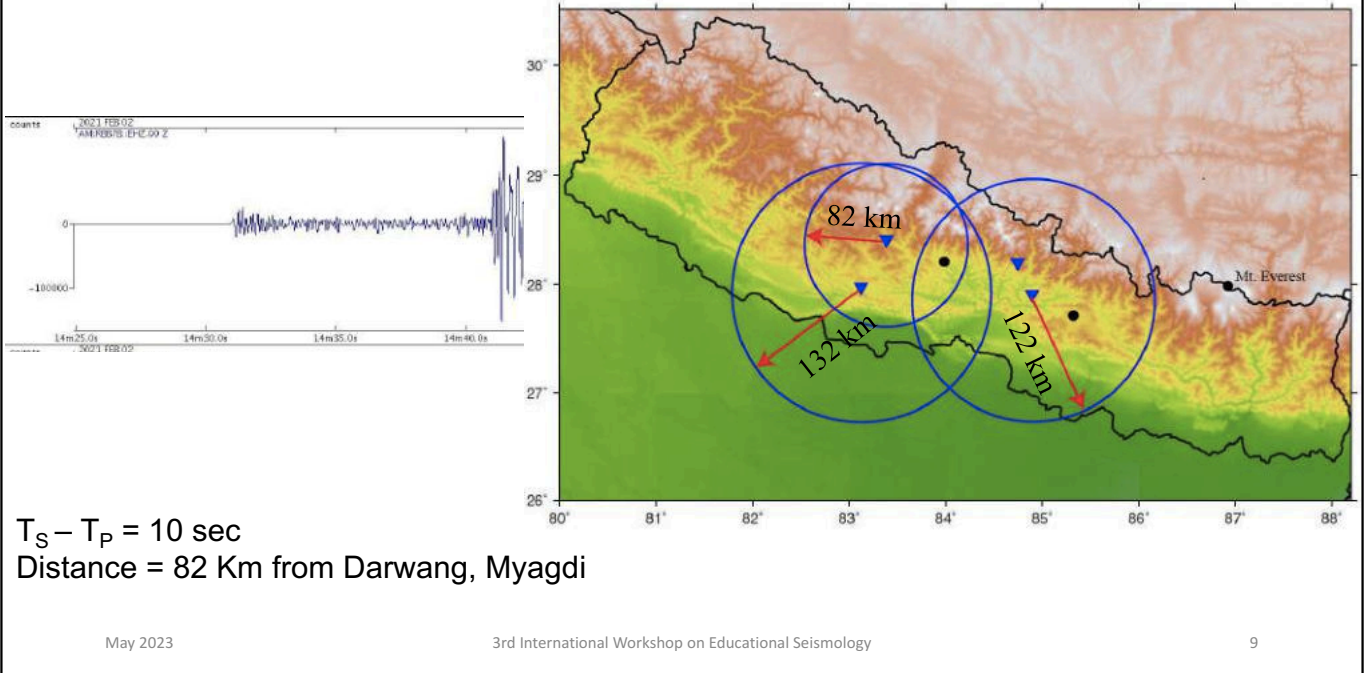 counts
2021 FEB 02
0
-100000
14m25.0s
14m30.0s
14m35.0s
14m40.0s
2021 FEB 02
30°
29°
28°
27°
26°
80°
81°
82°
83°
84°
85°
86°
87°
88°
82 km
132 km
122 km
Mt. Everest
T_S – T_P = 10 sec
Distance = 82 Km from Darwang, Myagdi
May 2023
3rd International Workshop on Educational Seismology
9